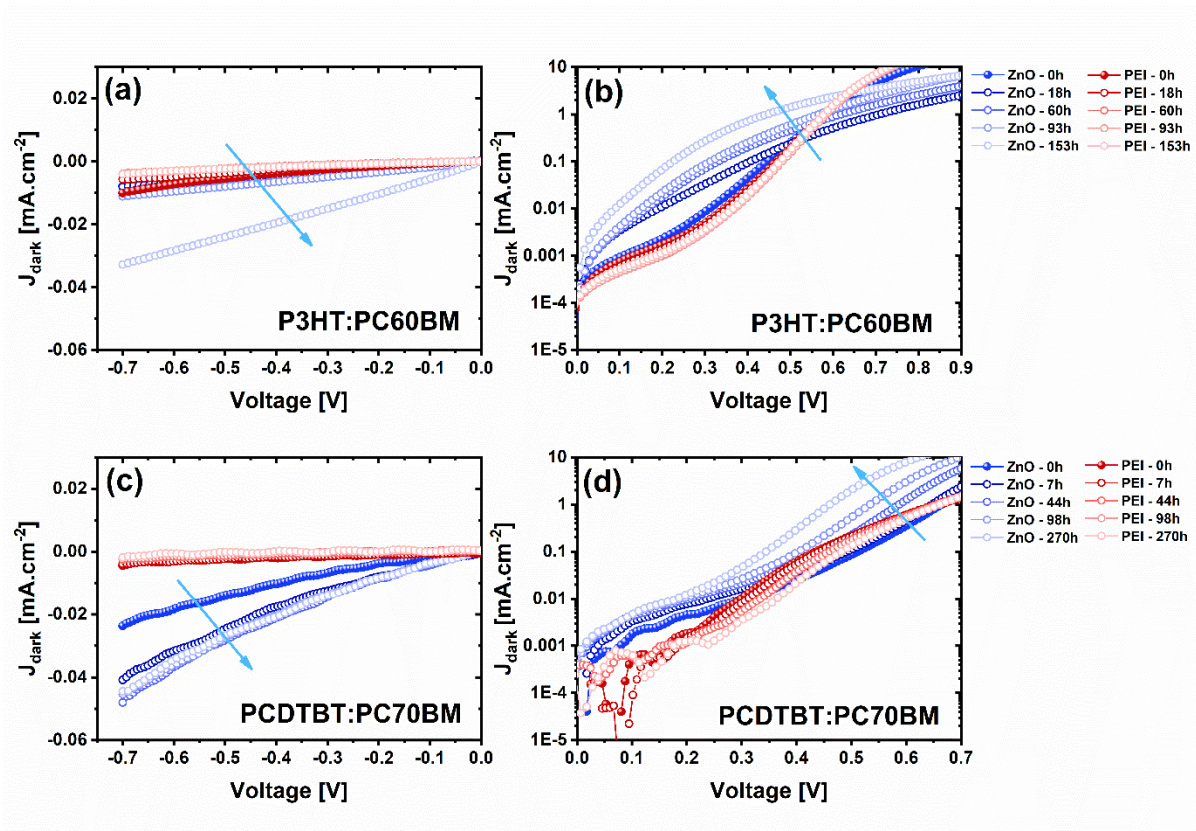 (a)
0.02
0.00
-0.02
-0.04
-0.06
J_dark [mA.cm⁻²]
-0.7 -0.6 -0.5 -0.4 -0.3 -0.2 -0.1 0.0
Voltage [V]
P3HT:PC60BM
(b)
10
1
0.1
0.01
0.001
1E-4
1E-5
J_dark [mA.cm⁻²]
0.0 0.1 0.2 0.3 0.4 0.5 0.6 0.7 0.8 0.9
Voltage [V]
P3HT:PC60BM
ZnO - 0h PEI - 0h
ZnO - 18h PEI - 18h
ZnO - 60h PEI - 60h
ZnO - 93h PEI - 93h
ZnO - 153h PEI - 153h
(c)
0.02
0.00
-0.02
-0.04
-0.06
J_dark [mA.cm⁻²]
-0.7 -0.6 -0.5 -0.4 -0.3 -0.2 -0.1 0.0
Voltage [V]
PCDTBT:PC70BM
(d)
10
1
0.1
0.01
0.001
1E-4
1E-5
J_dark [mA.cm⁻²]
0.0 0.1 0.2 0.3 0.4 0.5 0.6 0.7
Voltage [V]
PCDTBT:PC70BM
ZnO - 0h PEI - 0h
ZnO - 7h PEI - 7h
ZnO - 44h PEI - 44h
ZnO - 98h PEI - 98h
ZnO - 270h PEI - 270h